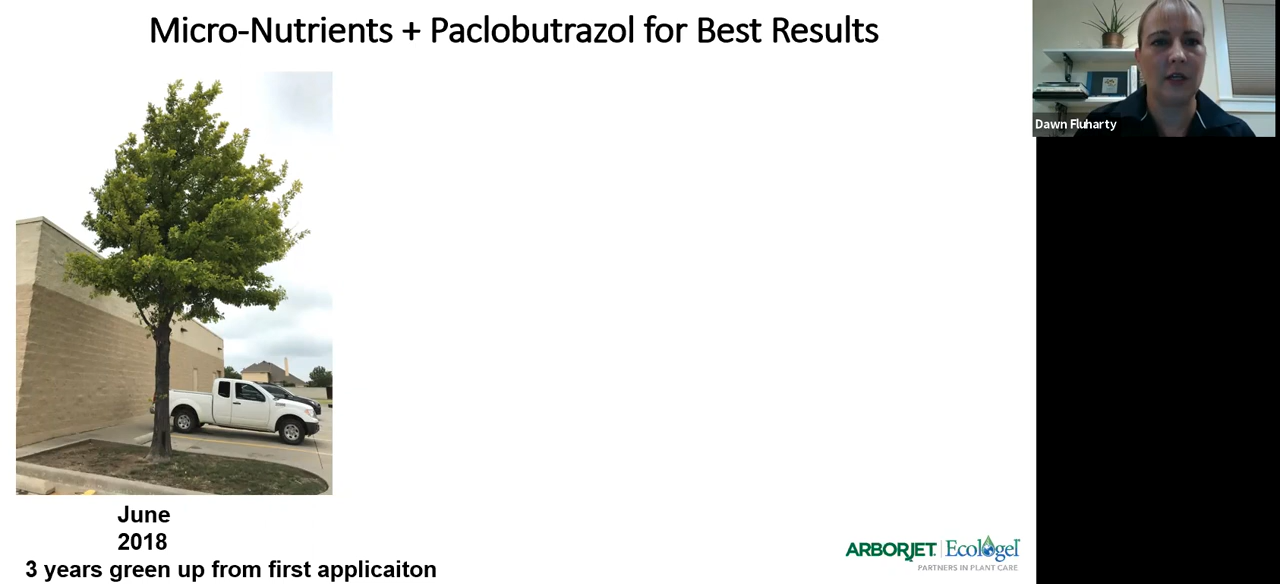 Micro-Nutrients + Paclobutrazol for Best Results
Dawn Fluharty
June
2018
3 years green up from first applicaiton
ARBORJET Ecologel
PARTNERS IN PLANT CARE